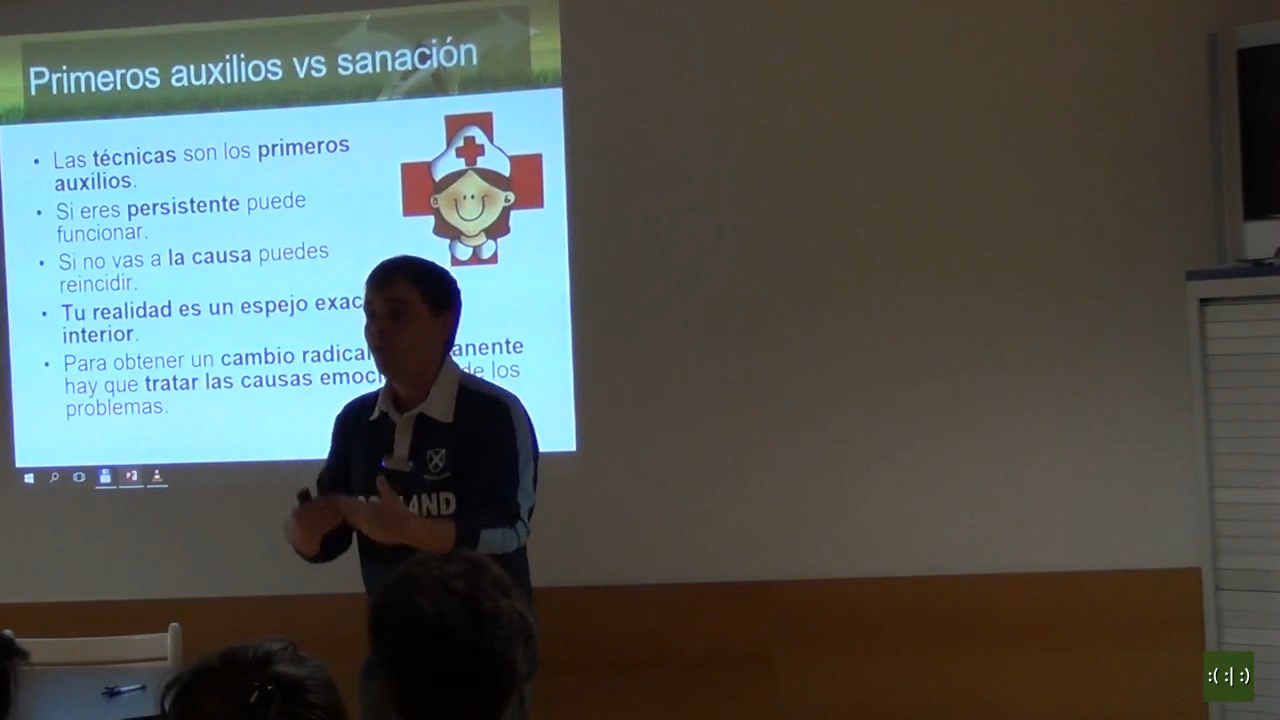 Primeros auxilios vs sanación
• Las técnicas son los primeros
auxilios.
• Si eres persistente puede
funcionar.
• Si no vas a la causa puedes
reincidir.
• Tu realidad es un espejo
interior.
• Para obtener un cambio radical
hay que tratar las causas de los
problemas.
:( :| :)